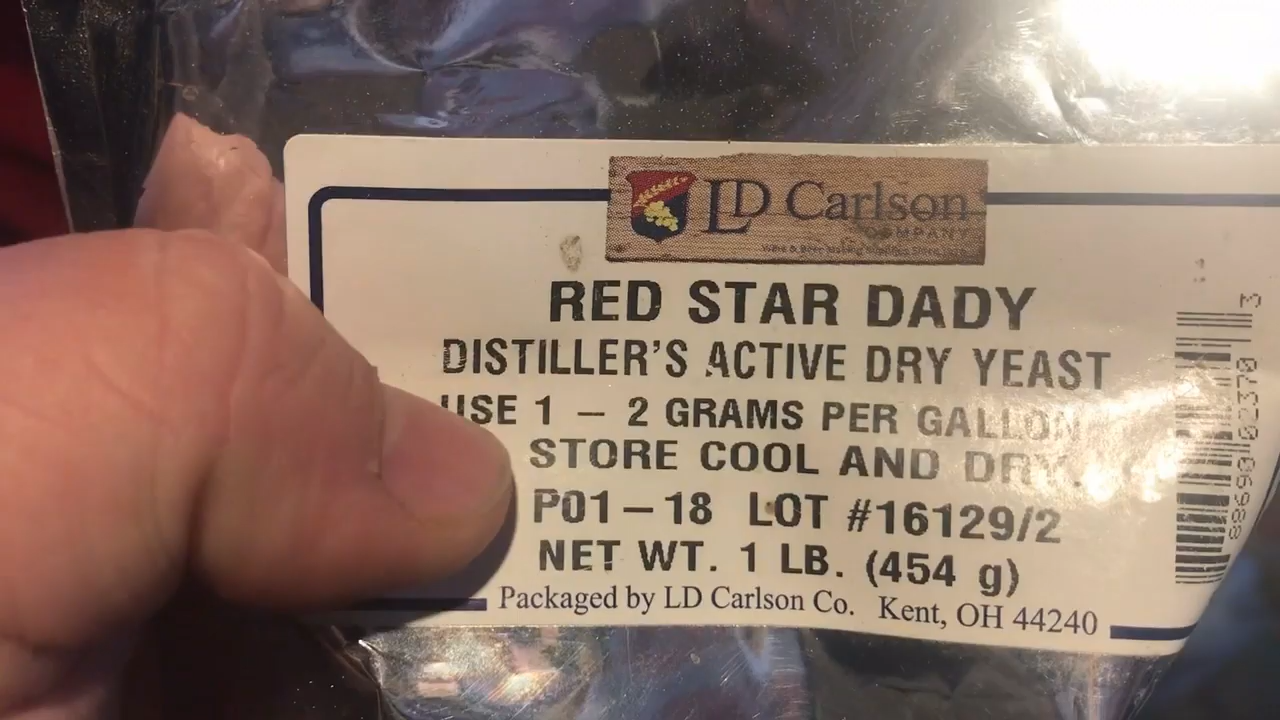 LD Carlson
COMPANY
RED STAR DADY
DISTILLER'S ACTIVE DRY YEAST
USE 1 – 2 GRAMS PER GALLON
STORE COOL AND DRY.
P01–18 LOT #16129/2
NET WT. 1 LB. (454 g)
Packaged by LD Carlson Co. Kent, OH 44240